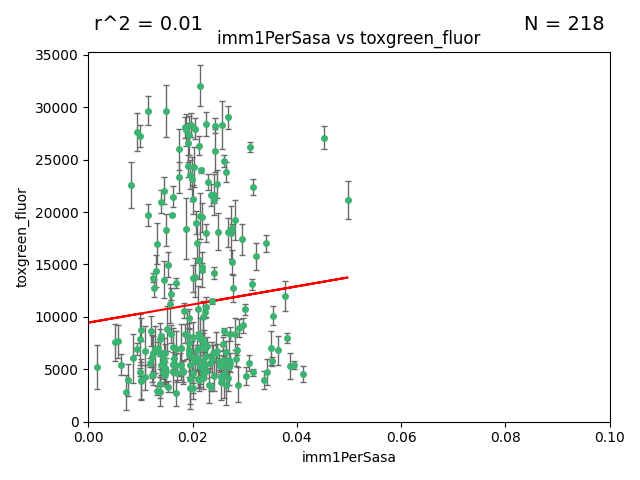 r^2 = 0.01
N = 218
imm1PerSasa vs toxgreen_fluor
35000
30000
25000
20000
15000
10000
5000
0
toxgreen_fluor
0.00 0.02 0.04 0.06 0.08 0.10
imm1PerSasa